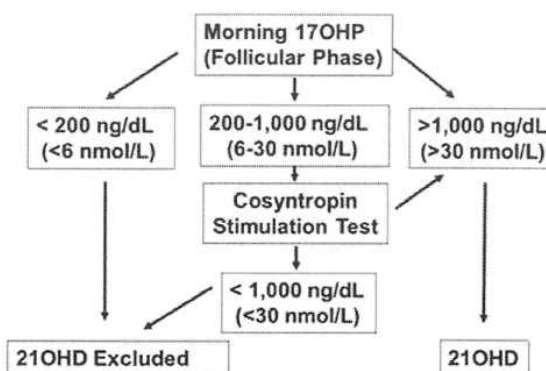 Morning 17OHP
(Follicular Phase)
< 200 ng/dL
(<6 nmol/L)
200-1,000 ng/dL
(6-30 nmol/L)
>1,000 ng/dL
(>30 nmol/L)
Cosyntropin
Stimulation Test
< 1,000 ng/dL
(<30 nmol/L)
21OHD Excluded
21OHD